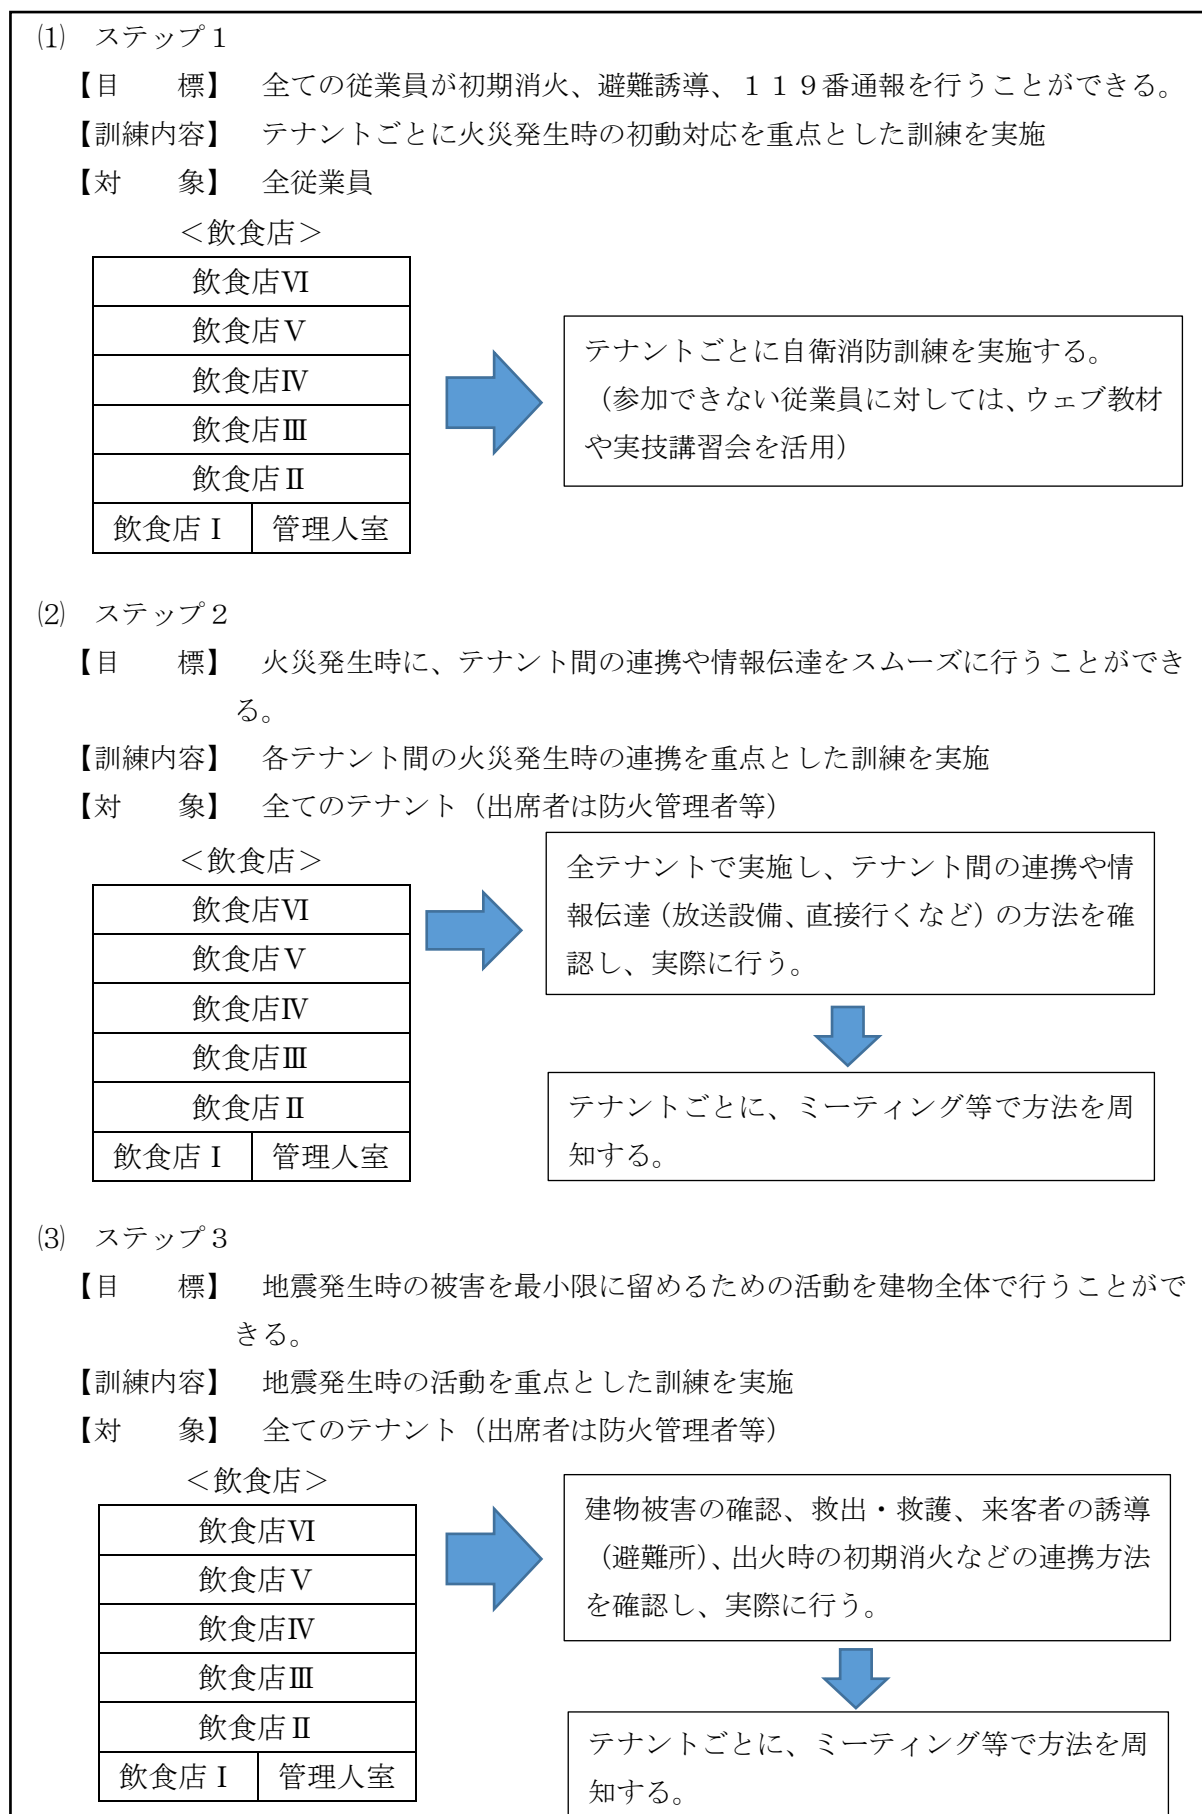 ⑴　ステップ１
【目　　標】　全ての従業員が初期消火、避難誘導、１１９番通報を行うことができる。
【訓練内容】　テナントごとに火災発生時の初動対応を重点とした訓練を実施
【対　　象】　全従業員
＜飲食店＞
飲食店Ⅵ
飲食店Ⅴ
飲食店Ⅳ
飲食店Ⅲ
飲食店Ⅱ
飲食店Ⅰ　管理人室
テナントごとに自衛消防訓練を実施する。
（参加できない従業員に対しては、ウェブ教材
や実技講習会を活用）
⑵　ステップ２
【目　　標】　火災発生時に、テナント間の連携や情報伝達をスムーズに行うことができ
る。
【訓練内容】　各テナント間の火災発生時の連携を重点とした訓練を実施
【対　　象】　全てのテナント（出席者は防火管理者等）
＜飲食店＞
飲食店Ⅵ
飲食店Ⅴ
飲食店Ⅳ
飲食店Ⅲ
飲食店Ⅱ
飲食店Ⅰ　管理人室
全テナントで実施し、テナント間の連携や情
報伝達（放送設備、直接行くなど）の方法を確
認し、実際に行う。
テナントごとに、ミーティング等で方法を周
知する。
⑶　ステップ３
【目　　標】　地震発生時の被害を最小限に留めるための活動を建物全体で行うことがで
きる。
【訓練内容】　地震発生時の活動を重点とした訓練を実施
【対　　象】　全てのテナント（出席者は防火管理者等）
＜飲食店＞
飲食店Ⅵ
飲食店Ⅴ
飲食店Ⅳ
飲食店Ⅲ
飲食店Ⅱ
飲食店Ⅰ　管理人室
建物被害の確認、救出・救護、来客者の誘導
（避難所）、出火時の初期消火などの連携方法
を確認し、実際に行う。
テナントごとに、ミーティング等で方法を周
知する。